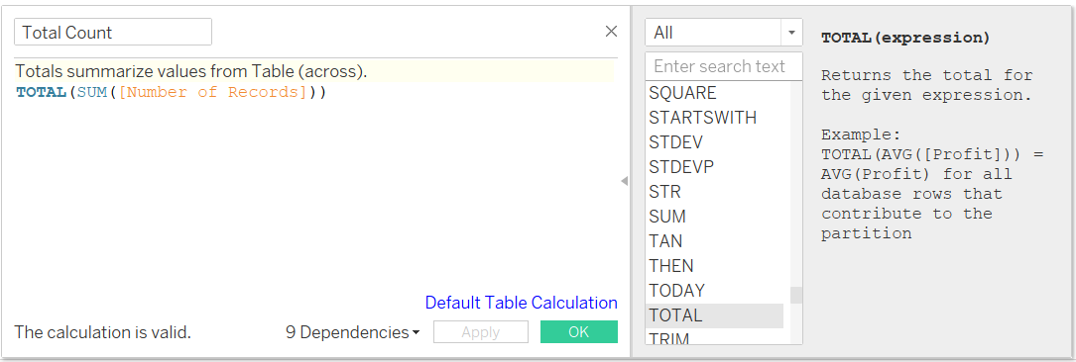 Total Count
Totals summarize values from Table (across).
TOTAL(SUM([Number of Records]))
Default Table Calculation
The calculation is valid.
9 Dependencies
Apply
OK
All
Enter search text
SQUARE
STARTSWITH
STDEV
STDEVP
STR
SUM
TAN
THEN
TODAY
TOTAL
TRIM
TOTAL(expression)
Returns the total for
the given expression.
Example:
TOTAL(AVG([Profit])) =
AVG(Profit) for all
database rows that
contribute to the
partition